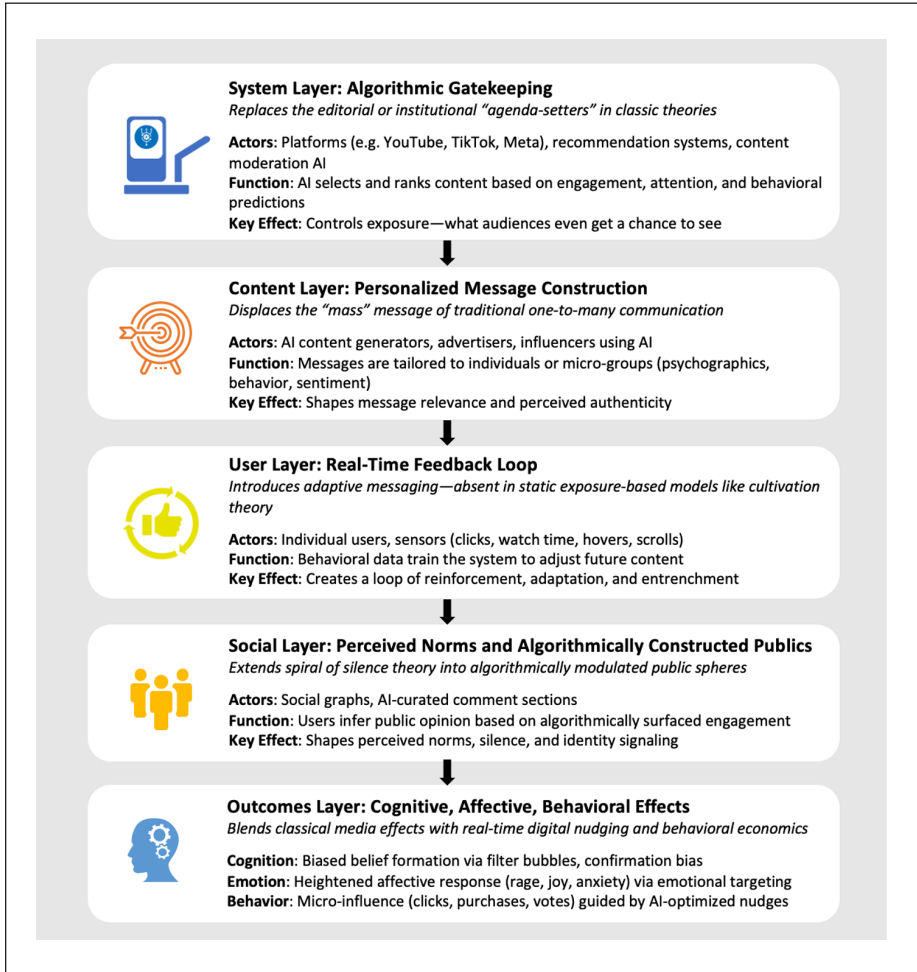 System Layer: Algorithmic Gatekeeping
Replaces the editorial or institutional “agenda-setters” in classic theories
Actors: Platforms (e.g. YouTube, TikTok, Meta), recommendation systems, content
moderation AI
Function: AI selects and ranks content based on engagement, attention, and behavioral
predictions
Key Effect: Controls exposure—what audiences even get a chance to see
Content Layer: Personalized Message Construction
Displaces the “mass” message of traditional one-to-many communication
Actors: AI content generators, advertisers, influencers using AI
Function: Messages are tailored to individuals or micro-groups (psychographics,
behavior, sentiment)
Key Effect: Shapes message relevance and perceived authenticity
User Layer: Real-Time Feedback Loop
Introduces adaptive messaging—absent in static exposure-based models like cultivation
theory
Actors: Individual users, sensors (clicks, watch time, hovers, scrolls)
Function: Behavioral data train the system to adjust future content
Key Effect: Creates a loop of reinforcement, adaptation, and entrenchment
Social Layer: Perceived Norms and Algorithmically Constructed Publics
Extends spiral of silence theory into algorithmically modulated public spheres
Actors: Social graphs, AI-curated comment sections
Function: Users infer public opinion based on algorithmically surfaced engagement
Key Effect: Shapes perceived norms, silence, and identity signaling
Outcomes Layer: Cognitive, Affective, Behavioral Effects
Blends classical media effects with real-time digital nudging and behavioral economics
Cognition: Biased belief formation via filter bubbles, confirmation bias
Emotion: Heightened affective response (rage, joy, anxiety) via emotional targeting
Behavior: Micro-influence (clicks, purchases, votes) guided by AI-optimized nudges